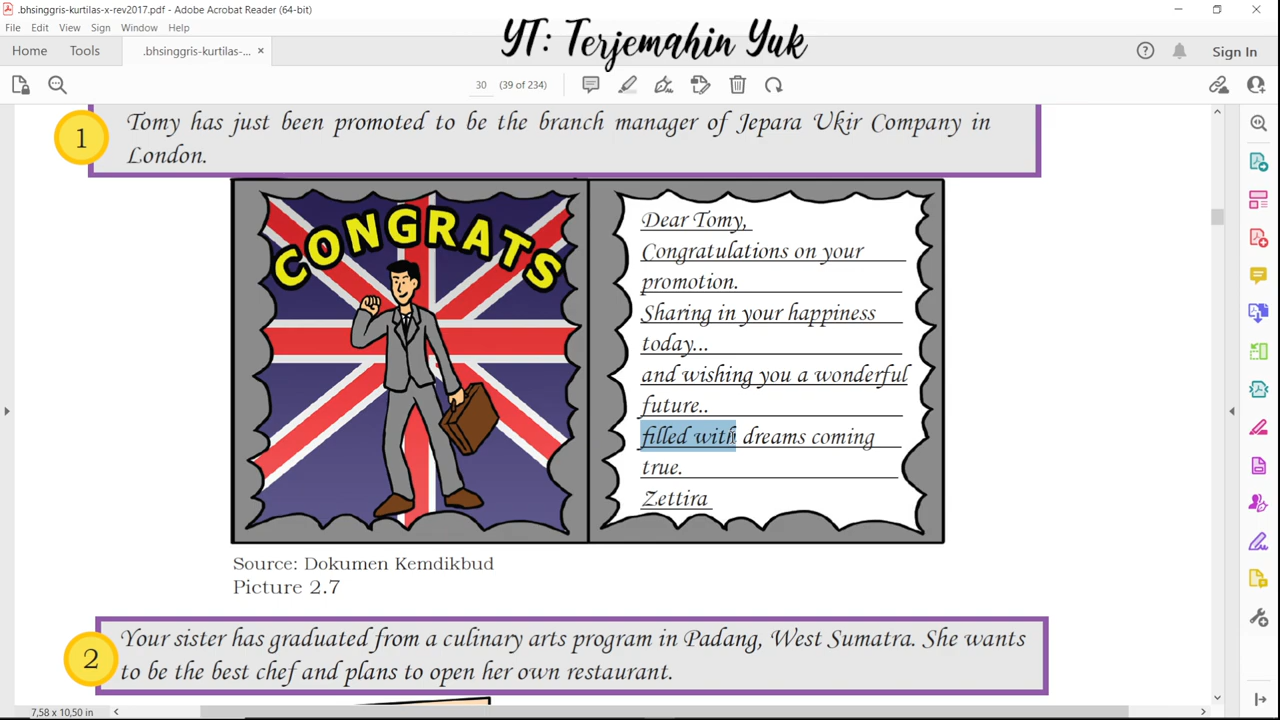 .bhsinggris-kurtilas-x-rev2017.pdf - Adobe Acrobat Reader (64-bit)
File Edit View Sign Window Help
YT: Terjemahin Yuk
Home Tools .bhsinggris-kurtilas-... × Sign In
30 (39 of 234)
1
Tomy has just been promoted to be the branch manager of Jepara Ukir Company in
London.
CONGRATS
Dear Tomy,
Congratulations on your
promotion.
Sharing in your happiness
today...
and wishing you a wonderful
future..
filled with dreams coming
true.
Zettira
Source: Dokumen Kemdikbud
Picture 2.7
2
Your sister has graduated from a culinary arts program in Padang, West Sumatra. She wants
to be the best chef and plans to open her own restaurant.
7,58 x 10,50 in